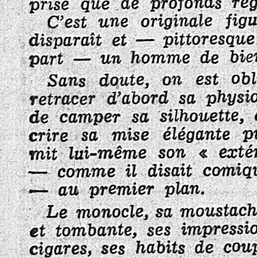 prise que de profonds reg
C'est une originale figu
disparaît et — pittoresque
part — un homme de bien
Sans doute, on est obl
retracer d'abord sa physio
de camper sa silhouette,
crire sa mise élégante p
mit lui-même son « extér
— comme il disait comiq
— au premier plan.
Le monocle, sa moustach
et tombante, ses impressio
cigares, ses habits de coup